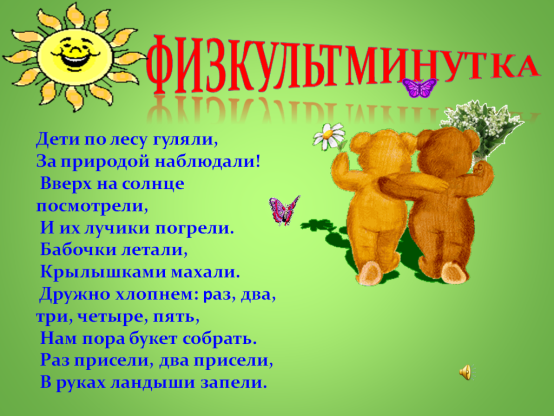 ФИЗКУЛЬТМИНУТКА
Дети по лесу гуляли,
За природой наблюдали!
Вверх на солнце
посмотрели,
И их лучики погрели.
Бабочки летали,
Крылышками махали.
Дружно хлопнем: раз, два,
три, четыре, пять,
Нам пора букет собрать.
Раз присели, два присели,
В руках ландыши запели.